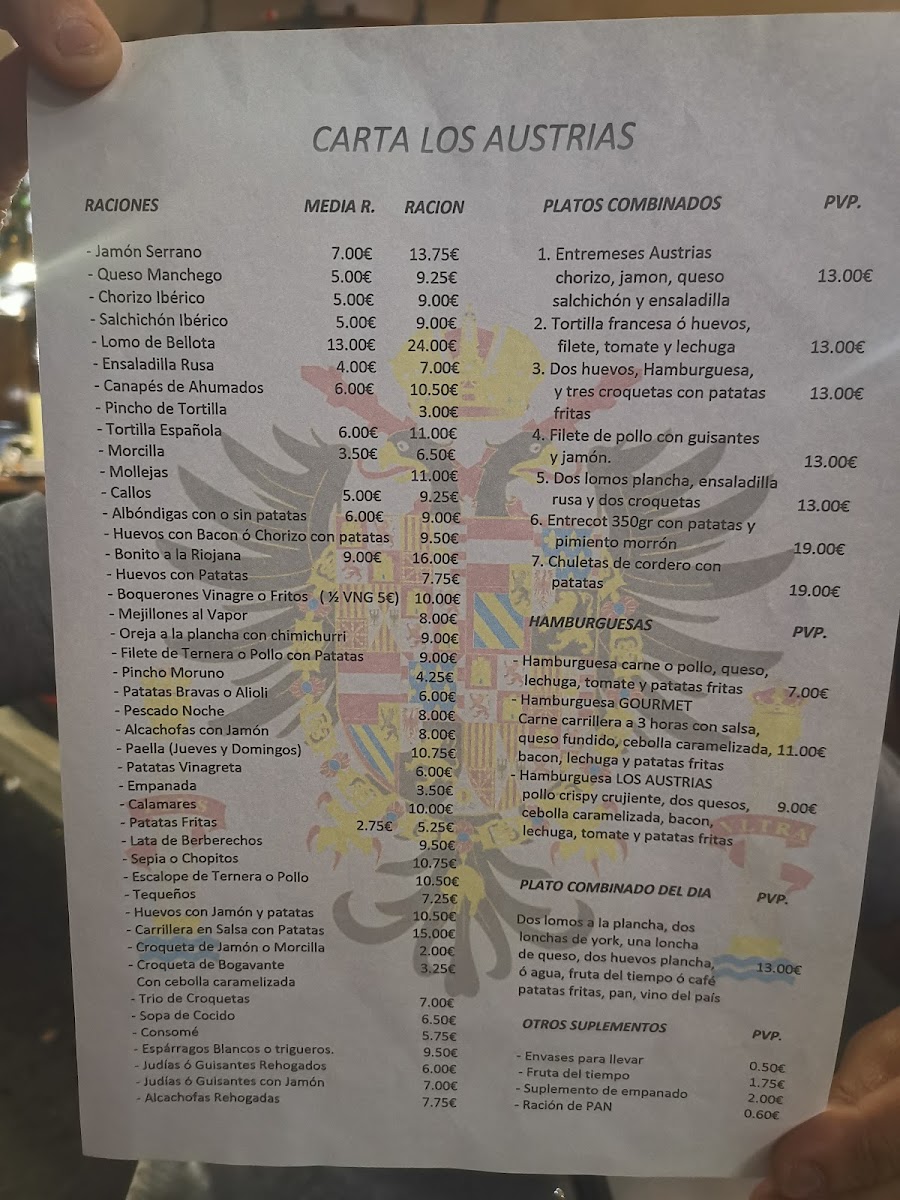 CARTA LOS AUSTRIAS
RACIONES MEDIA R. RACION
- Jamón Serrano 7.00€ 13.75€
- Queso Manchego 5.00€ 9.25€
- Chorizo Ibérico 5.00€ 9.00€
- Salchichón Ibérico 5.00€ 9.00€
- Lomo de Bellota 13.00€ 24.00€
- Ensaladilla Rusa 4.00€ 7.00€
- Canapés de Ahumados 6.00€ 10.50€
- Pincho de Tortilla 3.00€
- Tortilla Española 6.00€ 11.00€
- Morcilla 3.50€ 6.50€
- Mollejas 11.00€
- Callos 5.00€ 9.25€
- Albóndigas con o sin patatas 6.00€ 9.00€
- Huevos con Bacon ó Chorizo con patatas 9.50€
- Bonito a la Riojana 9.00€ 16.00€
- Huevos con Patatas 7.75€
- Boquerones Vinagre o Fritos ( ½ VNG 5€) 10.00€
- Mejillones al Vapor 8.00€
- Oreja a la plancha con chimichurri 9.00€
- Filete de Ternera o Pollo con Patatas 9.00€
- Pincho Moruno 4.25€
- Patatas Bravas o Alioli 6.00€
- Pescado Noche 8.00€
- Alcachofas con Jamón 8.00€
- Paella (Jueves y Domingos) 10.75€
- Patatas Vinagreta 6.00€
- Empanada 3.50€
- Calamares 10.00€
- Patatas Fritas 2.75€ 5.25€
- Lata de Berberechos 9.50€
- Sepia o Chopitos 10.75€
- Escalope de Ternera o Pollo 10.50€
- Tequeños 7.25€
- Huevos con Jamón y patatas 10.50€
- Carrillera en Salsa con Patatas 15.00€
- Croqueta de Jamón o Morcilla 2.00€
- Croqueta de Bogavante 3.25€
Con cebolla caramelizada
- Trio de Croquetas 7.00€
- Sopa de Cocido 6.50€
- Consomé 5.75€
- Espárragos Blancos o trigueros. 9.50€
- Judías ó Guisantes Rehogados 6.00€
- Judías ó Guisantes con Jamón 7.00€
- Alcachofas Rehogadas 7.75€
PLATOS COMBINADOS PVP.
1. Entremeses Austrias
chorizo, jamon, queso 13.00€
salchichón y ensaladilla
2. Tortilla francesa ó huevos,
filete, tomate y lechuga 13.00€
3. Dos huevos, Hamburguesa,
y tres croquetas con patatas 13.00€
fritas
4. Filete de pollo con guisantes
y jamón. 13.00€
5. Dos lomos plancha, ensaladilla
rusa y dos croquetas 13.00€
6. Entrecot 350gr con patatas y
pimiento morrón 19.00€
7. Chuletas de cordero con
patatas 19.00€
HAMBURGUESAS PVP.
- Hamburguesa carne o pollo, queso,
lechuga, tomate y patatas fritas 7.00€
- Hamburguesa GOURMET
Carne carrillera a 3 horas con salsa,
queso fundido, cebolla caramelizada, 11.00€
bacon, lechuga y patatas fritas
- Hamburguesa LOS AUSTRIAS
pollo crispy crujiente, dos quesos, 9.00€
cebolla caramelizada, bacon,
lechuga, tomate y patatas fritas
PLATO COMBINADO DEL DIA PVP.
Dos lomos a la plancha, dos
lonchas de york, una loncha
de queso, dos huevos plancha, 13.00€
ó agua, fruta del tiempo ó café
patatas fritas, pan, vino del país
OTROS SUPLEMENTOS PVP.
- Envases para llevar 0.50€
- Fruta del tiempo 1.75€
- Suplemento de empanado 2.00€
- Ración de PAN 0.60€